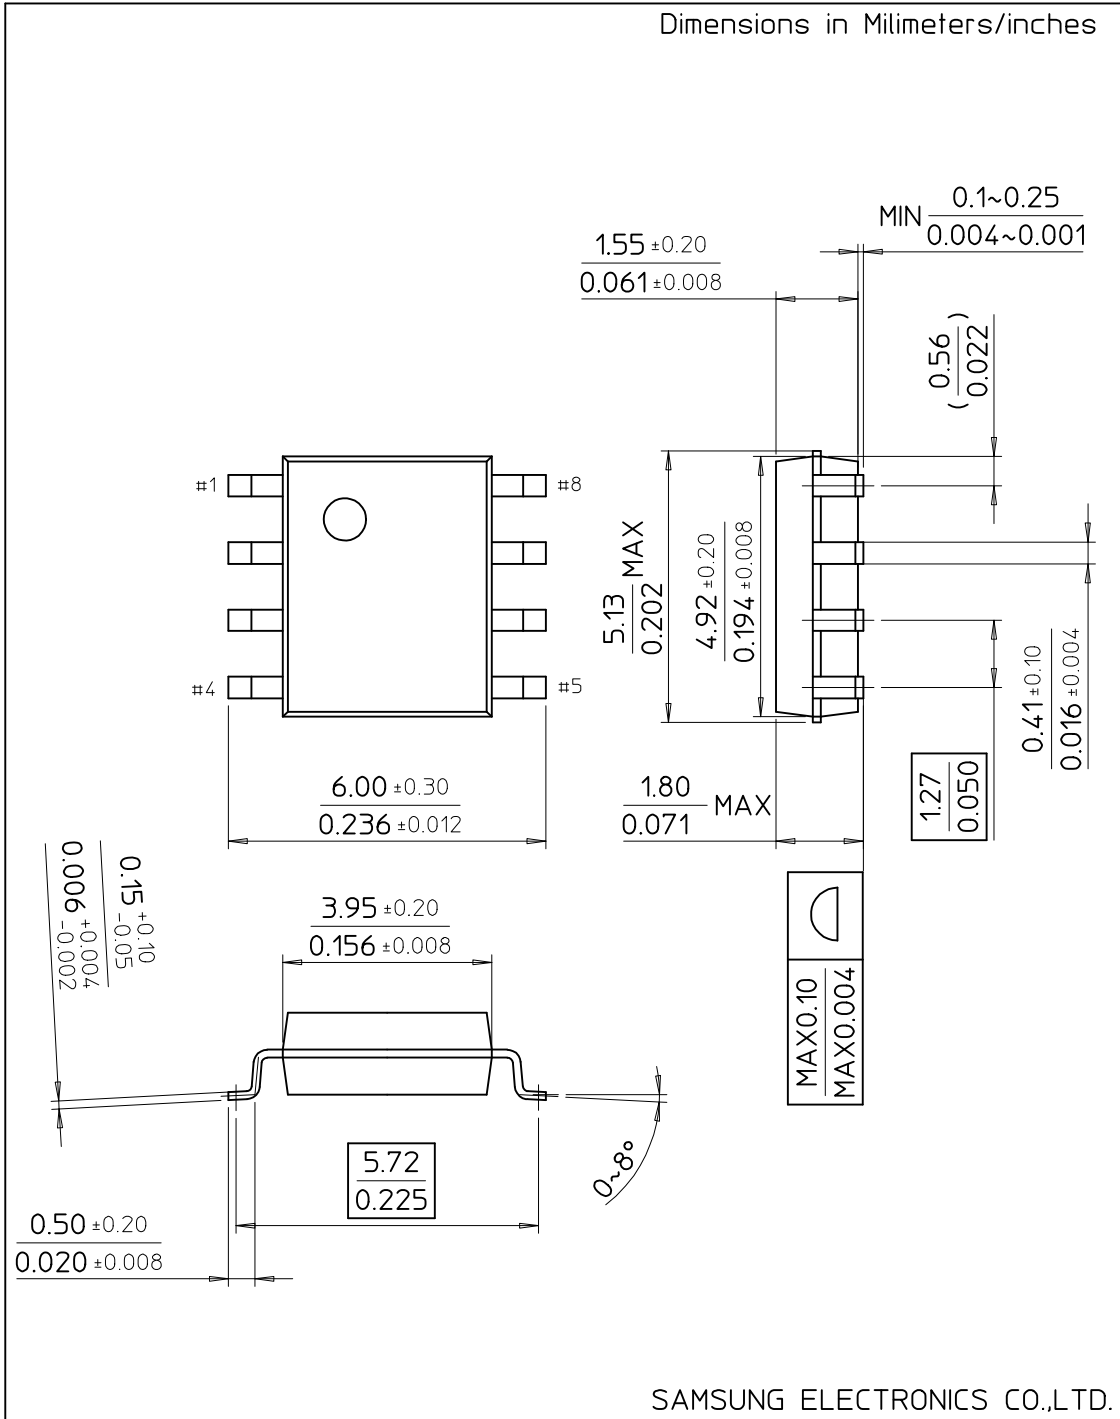 Dimensions in Milimeters/inches
MIN 0.1~0.25
0.004~0.001
1.55 ±0.20
0.061 ±0.008
(0.56
0.022)
#1
#8
#4
#5
5.13
0.202 MAX
4.92 ±0.20
0.194 ±0.008
0.41 ±0.10
0.016 ±0.004
1.27
0.050
6.00 ±0.30
0.236 ±0.012
1.80
0.071 MAX
0.15 +0.10 -0.05
0.006 +0.004 -0.002
3.95 ±0.20
0.156 ±0.008
MAX0.10
MAX0.004
5.72
0.225
0~8°
0.50 ±0.20
0.020 ±0.008
SAMSUNG ELECTRONICS CO.,LTD.